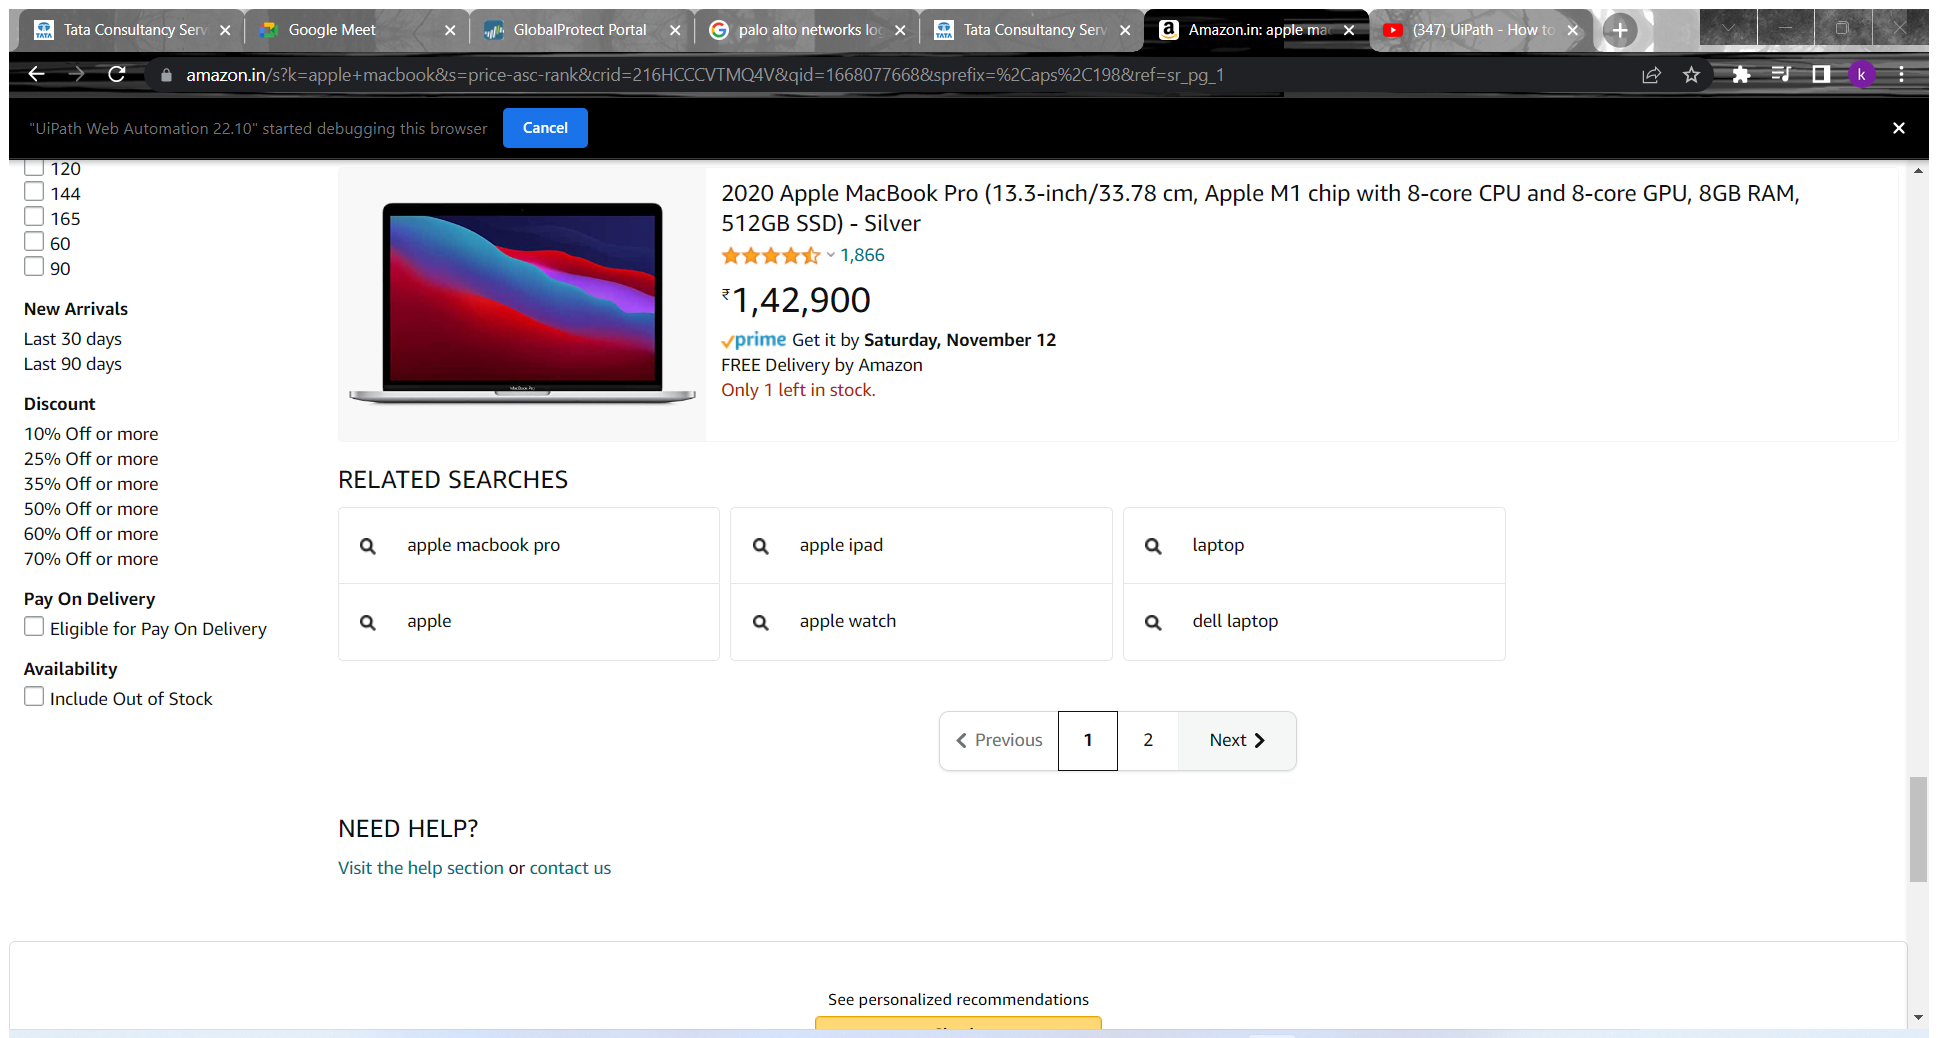 Tata Consultancy Serv
Google Meet
GlobalProtect Portal
palo alto networks log
Tata Consultancy Serv
Amazon.in: apple mac
(347) UiPath - How to
amazon.in/s?k=apple+macbook&s=price-asc-rank&crid=216HCCCVTMQ4V&qid=1668077668&sprefix=%2Caps%2C198&ref=sr_pg_1
k
"UiPath Web Automation 22.10" started debugging this browser
Cancel
120
144
165
60
90
New Arrivals
Last 30 days
Last 90 days
Discount
10% Off or more
25% Off or more
35% Off or more
50% Off or more
60% Off or more
70% Off or more
Pay On Delivery
Eligible for Pay On Delivery
Availability
Include Out of Stock
MacBook Pro
2020 Apple MacBook Pro (13.3-inch/33.78 cm, Apple M1 chip with 8-core CPU and 8-core GPU, 8GB RAM,
512GB SSD) - Silver
1,866
₹1,42,900
prime Get it by Saturday, November 12
FREE Delivery by Amazon
Only 1 left in stock.
RELATED SEARCHES
apple macbook pro
apple ipad
laptop
apple
apple watch
dell laptop
Previous
1
2
Next
NEED HELP?
Visit the help section or contact us
See personalized recommendations